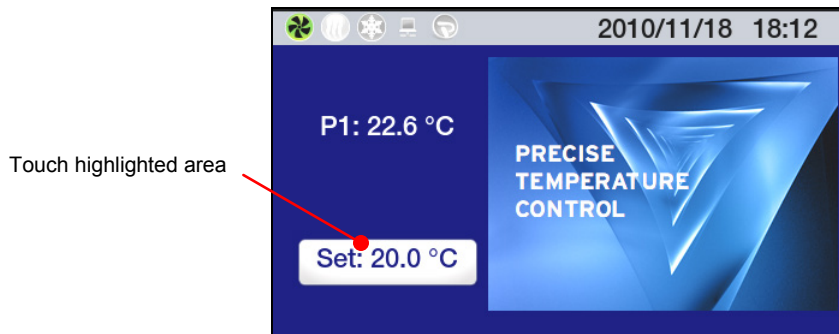 2010/11/18 18:12
P1: 22.6 °C
PRECISE
TEMPERATURE
CONTROL
Touch highlighted area
Set: 20.0 °C